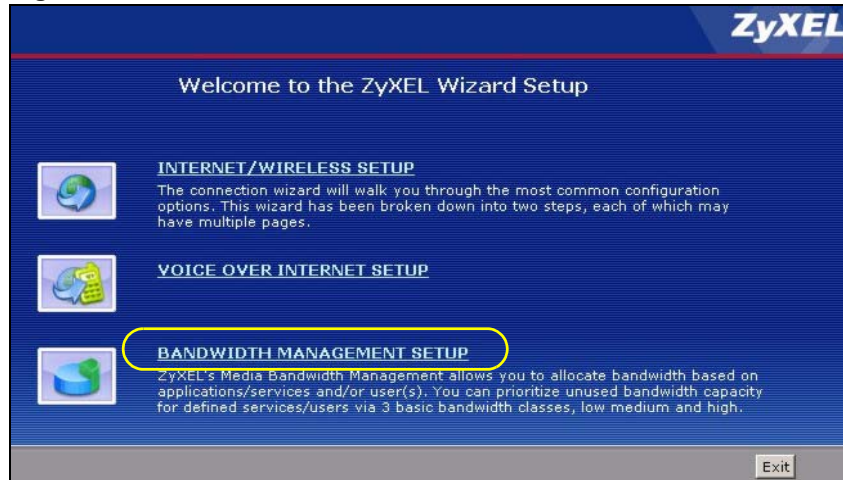 ZyXEL
Welcome to the ZyXEL Wizard Setup
INTERNET/WIRELESS SETUP
The connection wizard will walk you through the most common configuration
options. This wizard has been broken down into two steps, each of which may
have multiple pages.
VOICE OVER INTERNET SETUP
BANDWIDTH MANAGEMENT SETUP
ZyXEL's Media Bandwidth Management allows you to allocate bandwidth based on
applications/services and/or user(s). You can prioritize unused bandwidth capacity
for defined services/users via 3 basic bandwidth classes, low medium and high.
Exit